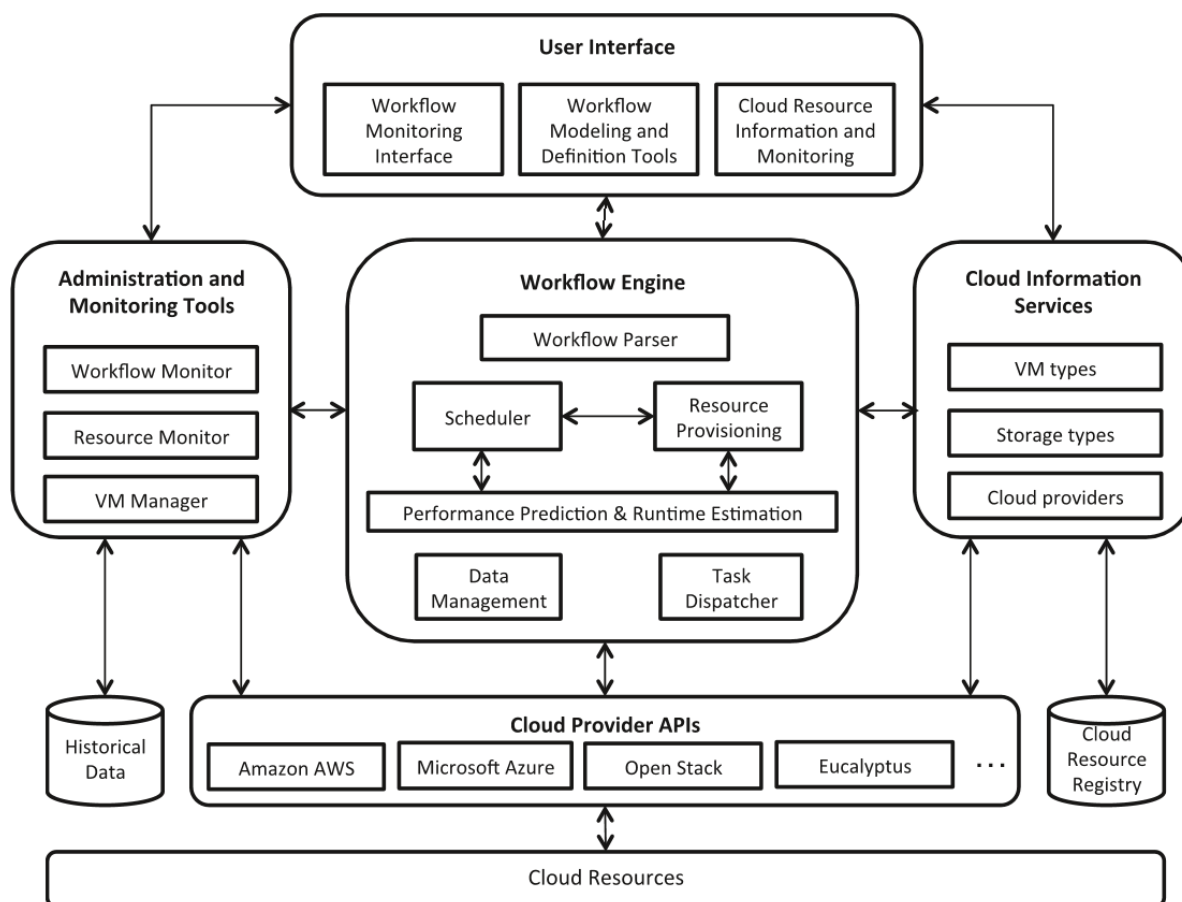 User Interface
Workflow
Monitoring
Interface
Workflow
Modeling and
Definition Tools
Cloud Resource
Information and
Monitoring
Administration and
Monitoring Tools
Workflow Monitor
Resource Monitor
VM Manager
Workflow Engine
Workflow Parser
Scheduler
Resource
Provisioning
Performance Prediction & Runtime Estimation
Data
Management
Task
Dispatcher
Cloud Information
Services
VM types
Storage types
Cloud providers
Historical
Data
Cloud Provider APIs
Amazon AWS
Microsoft Azure
Open Stack
Eucalyptus
...
Cloud
Resource
Registry
Cloud Resources